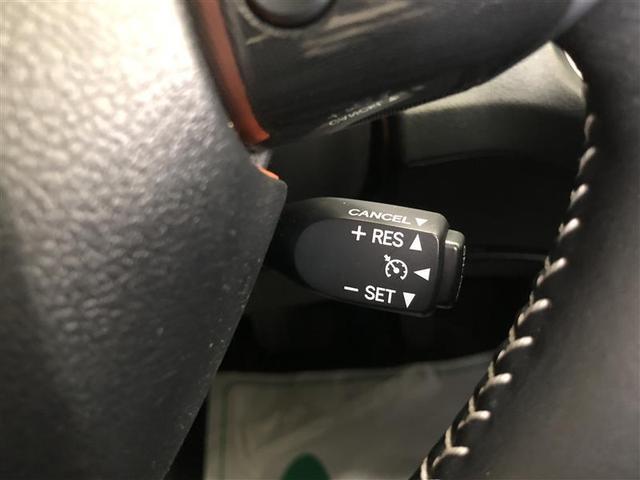 CANCEL ▼
+ RES ▲
◀
− SET ▼